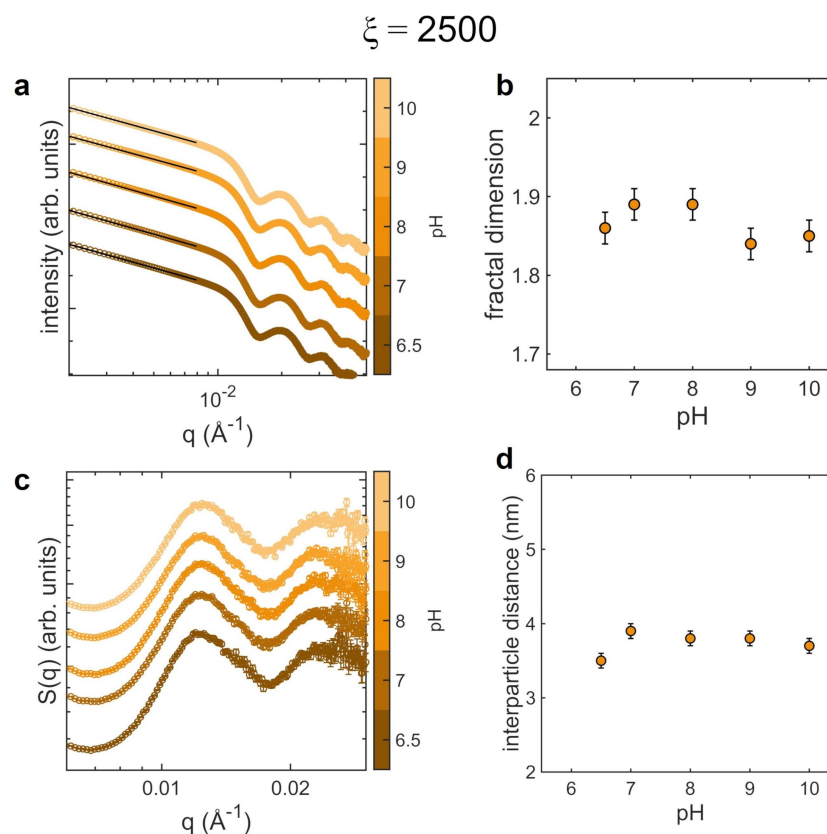 ξ = 2500
a
intensity (arb. units)
10⁻²
q (Å⁻¹)
10
9
8
7
6.5
pH
b
fractal dimension
2
1.9
1.8
1.7
6 7 8 9 10
pH
c
S(q) (arb. units)
0.01 0.02
q (Å⁻¹)
10
9
8
7
6.5
pH
d
interparticle distance (nm)
6
5
4
3
2
6 7 8 9 10
pH